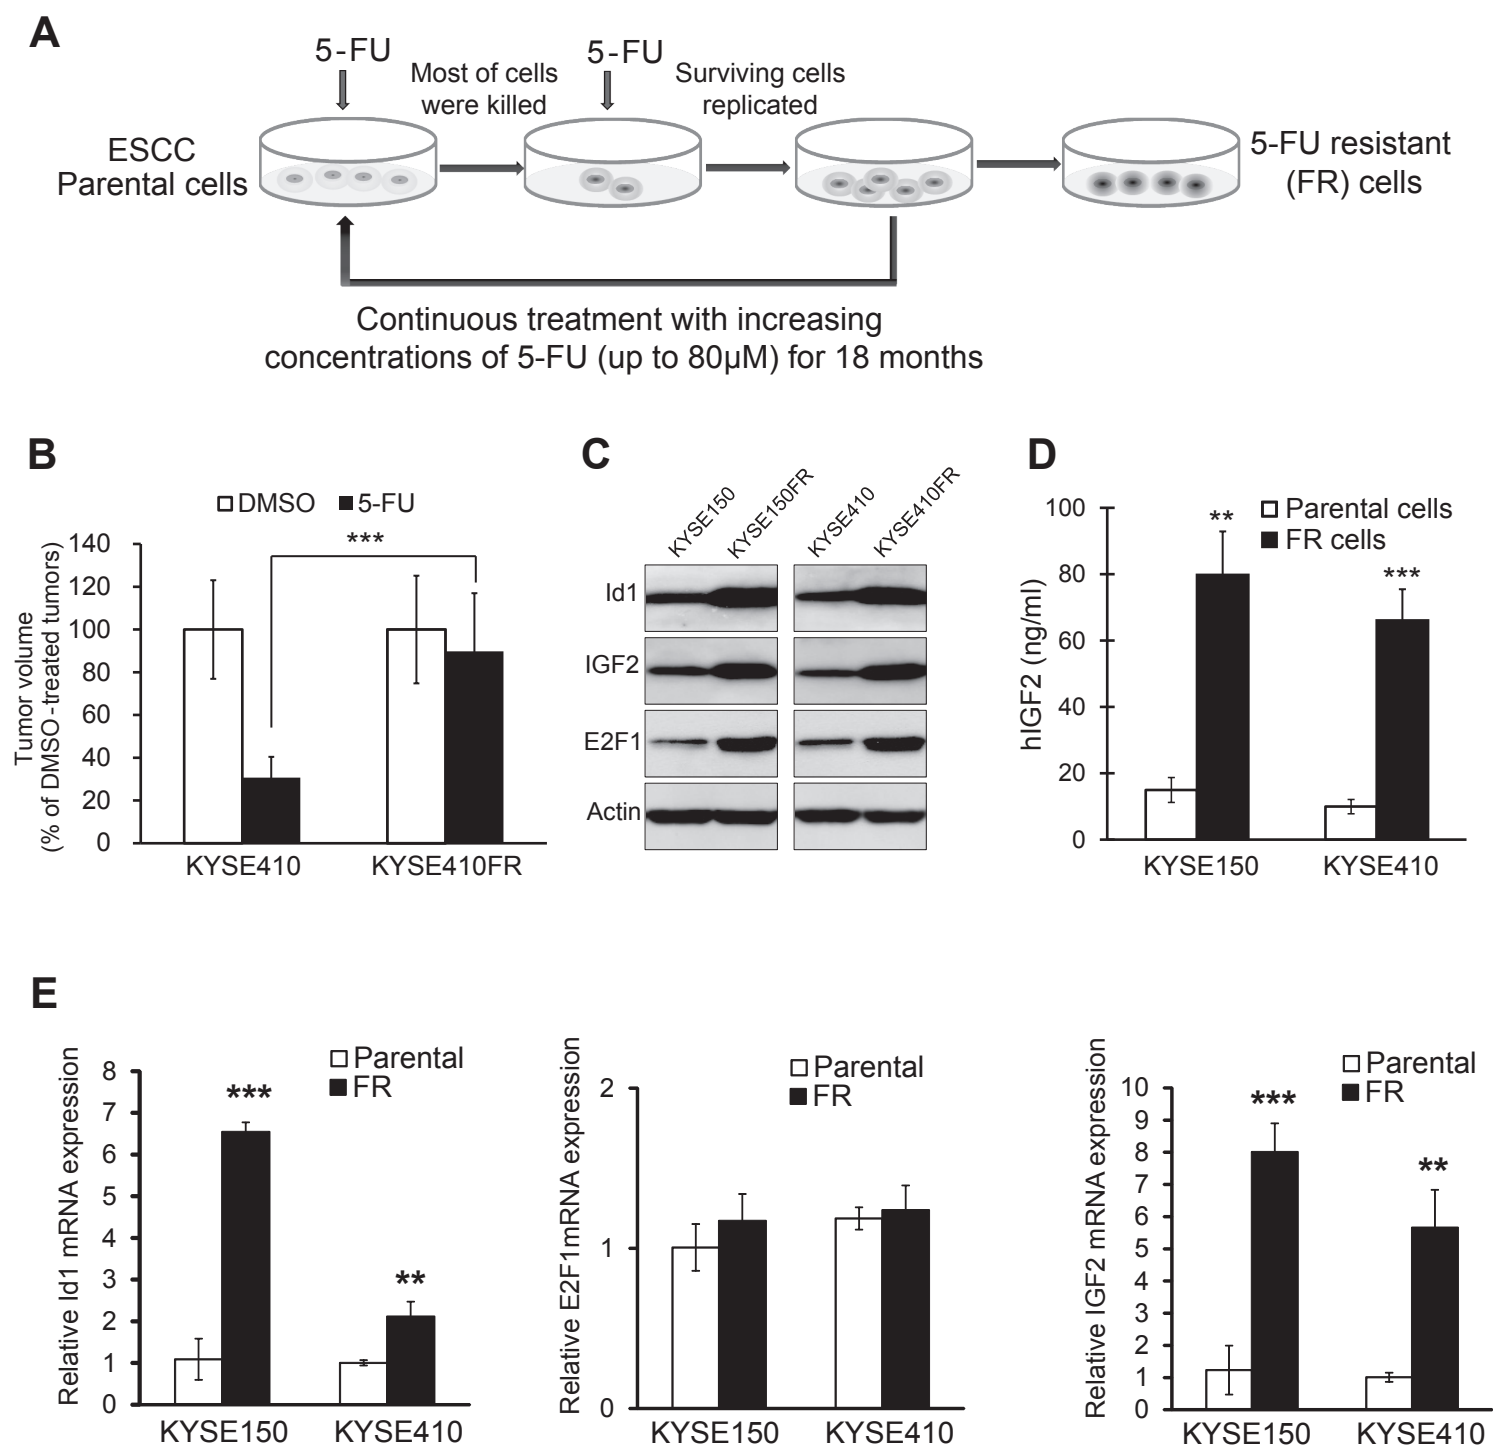 A
5-FU
Most of cells
were killed
5-FU
Surviving cells
replicated
ESCC
Parental cells
5-FU resistant
(FR) cells
Continuous treatment with increasing
concentrations of 5-FU (up to 80µM) for 18 months
B
DMSO
5-FU
***
Tumor volume
(% of DMSO-treated tumors)
140
120
100
80
60
40
20
0
KYSE410
KYSE410FR
C
KYSE150
KYSE150FR
KYSE410
KYSE410FR
Id1
IGF2
E2F1
Actin
D
Parental cells
FR cells
hIGF2 (ng/ml)
100
80
60
40
20
0
**
***
KYSE150
KYSE410
E
Relative Id1 mRNA expression
Parental
FR
8
7
6
5
4
3
2
1
0
***
**
KYSE150
KYSE410
Relative E2F1mRNA expression
Parental
FR
2
1
0
KYSE150
KYSE410
Relative IGF2 mRNA expression
Parental
FR
10
9
8
7
6
5
4
3
2
1
0
***
**
KYSE150
KYSE410